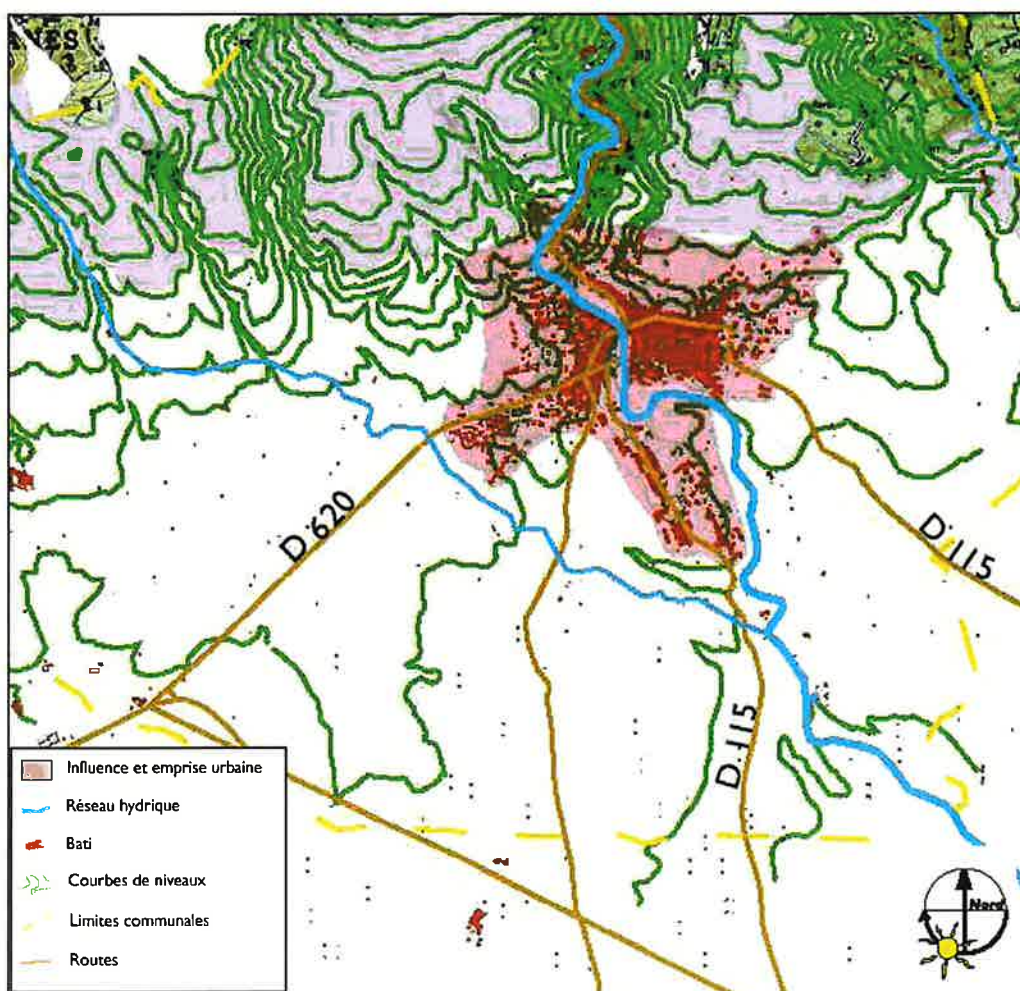 D 620
D 115
D 115
Influence et emprise urbaine
Réseau hydrique
Bati
Courbes de niveaux
Limites communales
Routes
Nord